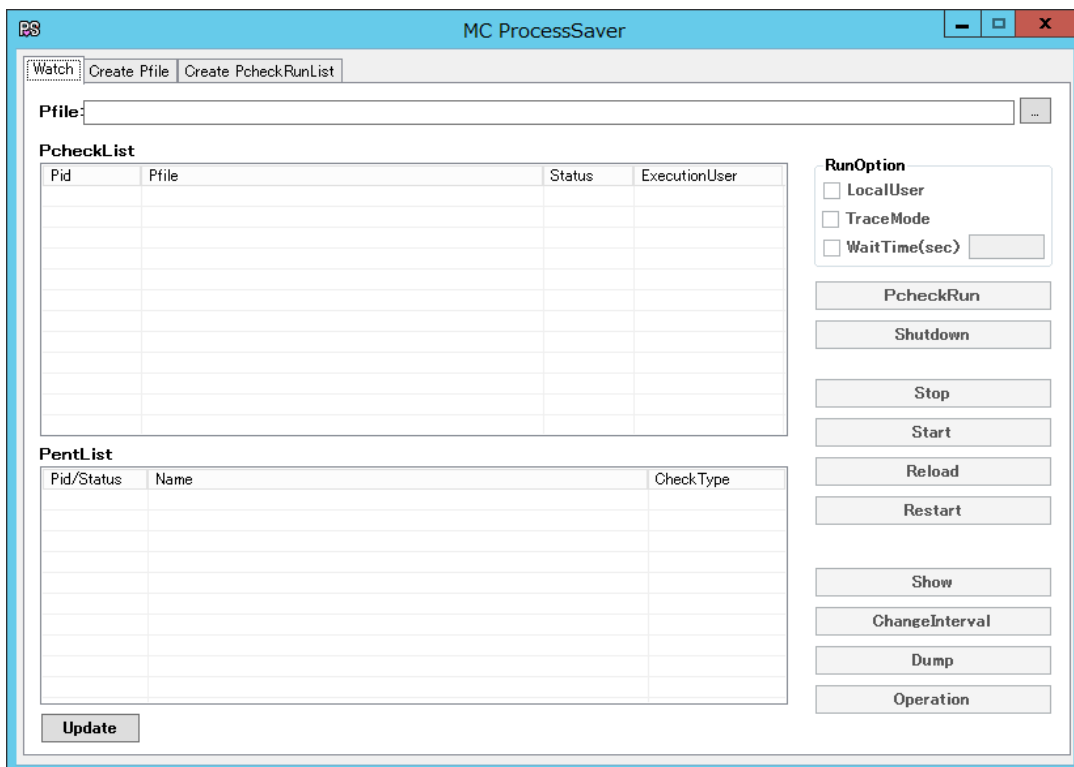 PS MC ProcessSaver X
Watch Create Pfile Create PcheckRunList
Pfile: ...
PcheckList
Pid Pfile Status ExecutionUser
RunOption
LocalUser
TraceMode
WaitTime(sec)
PcheckRun
Shutdown
Stop
Start
Reload
Restart
PentList
Pid/Status Name CheckType
Show
ChangeInterval
Dump
Operation
Update